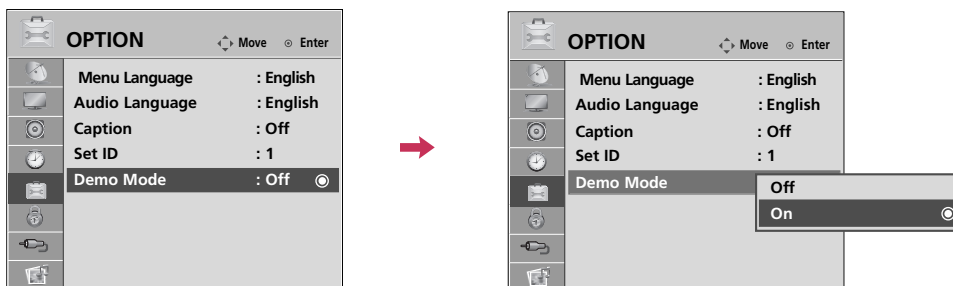 OPTION Move Enter
Menu Language : English
Audio Language : English
Caption : Off
Set ID : 1
Demo Mode : Off
OPTION Move Enter
Menu Language : English
Audio Language : English
Caption : Off
Set ID : 1
Demo Mode
Off
On